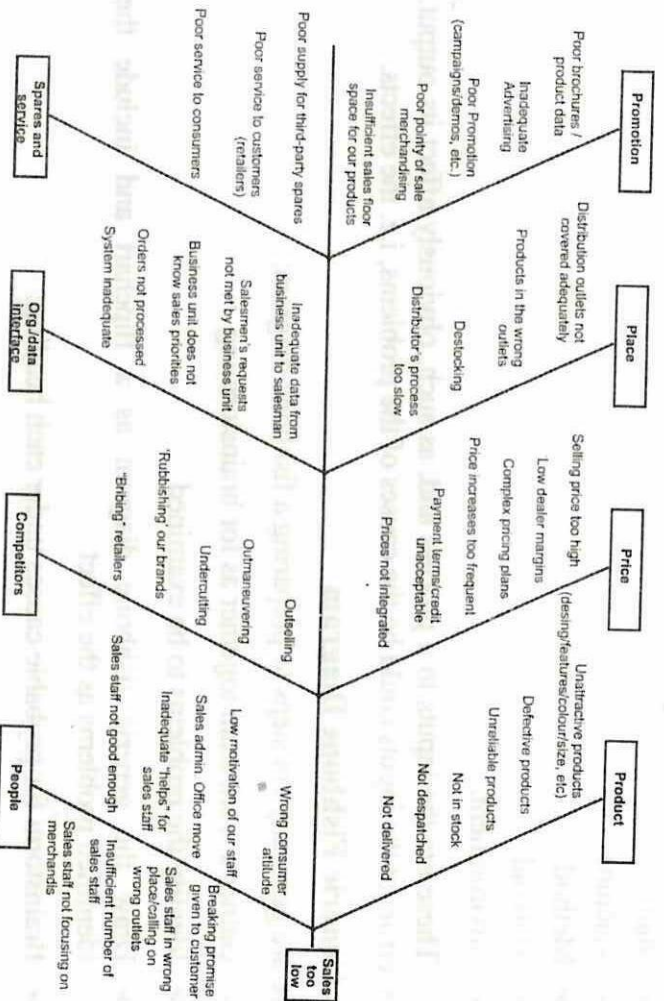 Promotion
Poor brochures /
product data
Inadequate
Advertising
Poor Promotion
(campaigns/demos, etc.)
Poor pointy of sale
merchandising
Insufficient sales floor
space for our products
Place
Distribution outlets not
covered adequately
Products in the wrong
outlets
Destocking
Distributor's process
too slow
Price
Selling price too high
Low dealer margins
Complex pricing plans
Price increases too frequent
Payment terms/credit
unacceptable
Prices not integrated
Product
Unattractive products
(desing/features/colour/size, etc)
Defective products
Unreliable products
Not in stock
Not despatched
Not delivered
Sales
too
low
Poor supply for third-party spares
Poor service to customers
(retailers)
Poor service to consumers
Spares and
service
Inadequate data from
business unit to salesman
Salesmen's requests
not met by business unit
Business unit does not
know sales priorities
Orders not processed
System inadequate
Org./data
interface
Outselling
Outmaneuvering
Undercutting
'Rubbishing' our brands
"Bribing" retailers
Competitors
Wrong consumer
attitude
Low motivation of our staff
Sales admin. Office move
Inadequate "helps" for
sales staff
Sales staff not good enough
Breaking promise
given to customer
Sales staff in wrong
place/calling on
wrong outlets
Insufficient number of
sales staff
Sales staff not focusing on
merchandis
People